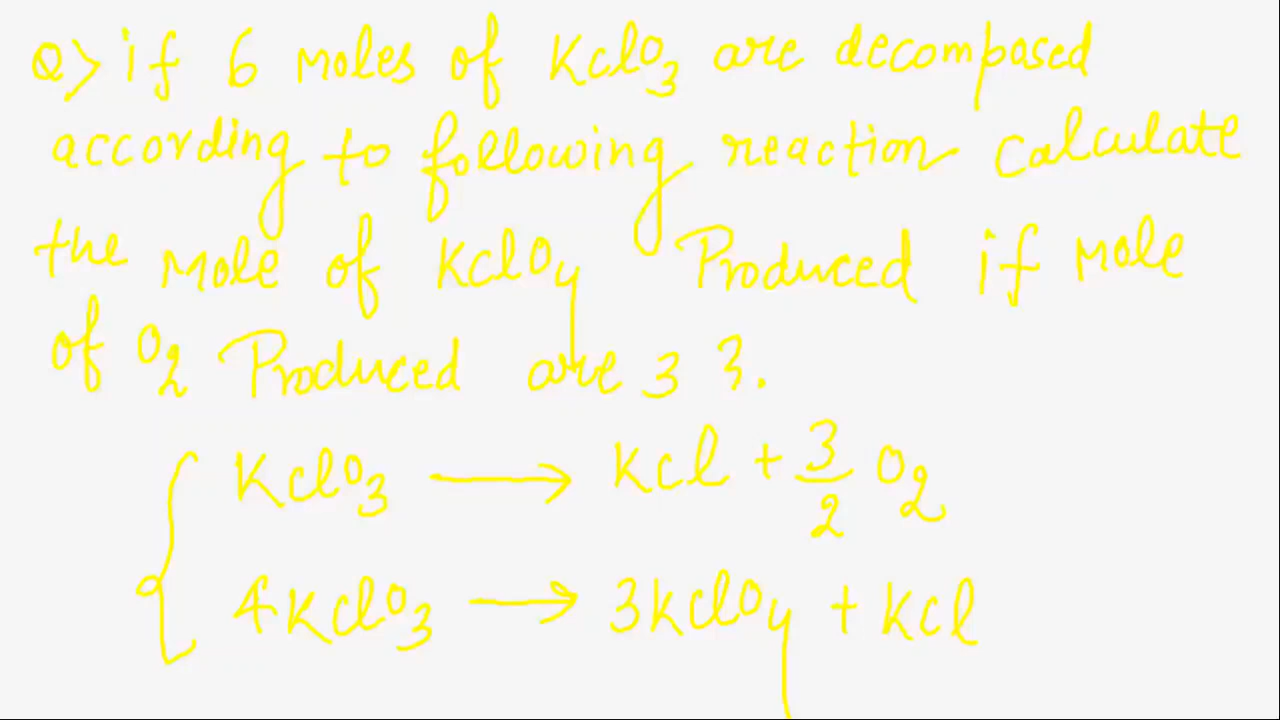 Q> if 6 moles of KClO3 are decomposed
according to following reaction calculate
the mole of KClO4 Produced if mole
of O2 Produced are 3 3.
KClO3 → KCl + 3/2 O2
4KClO3 → 3KClO4 + KCl